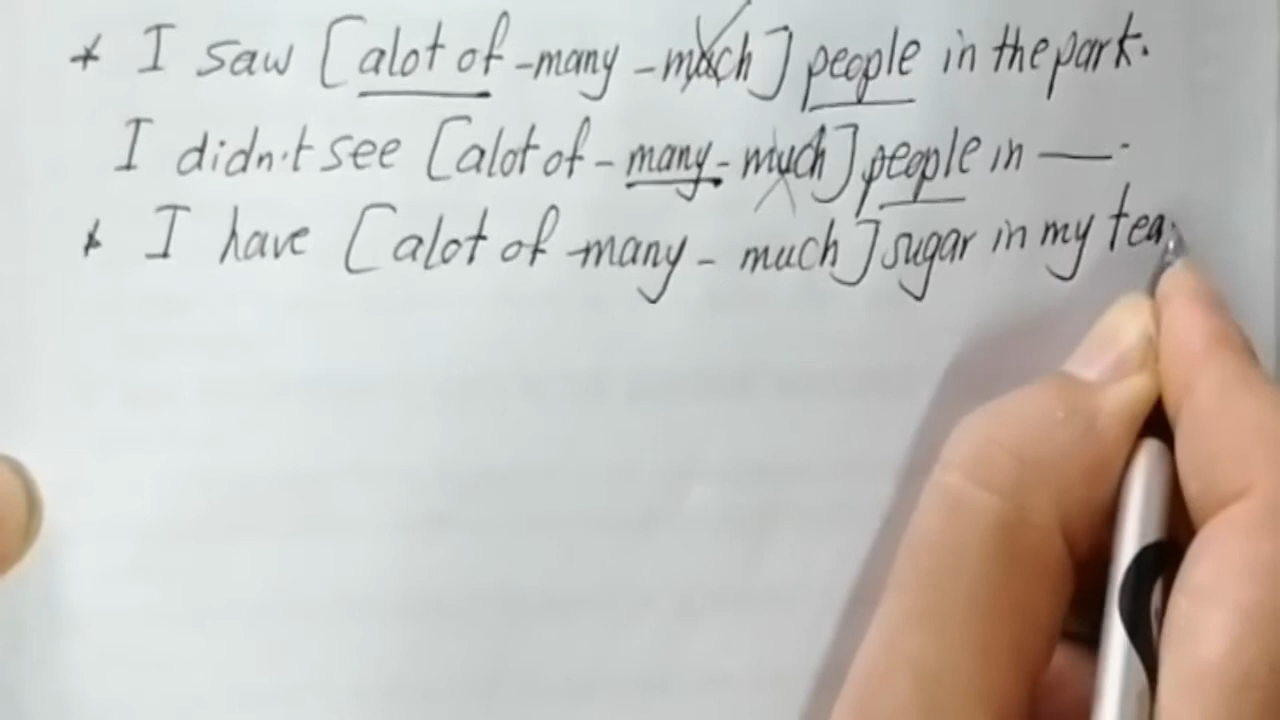 * I saw [alot of - many - much] people in the park.
I didn't see [alot of - many - much] people in —.
* I have [alot of - many - much] sugar in my tea.